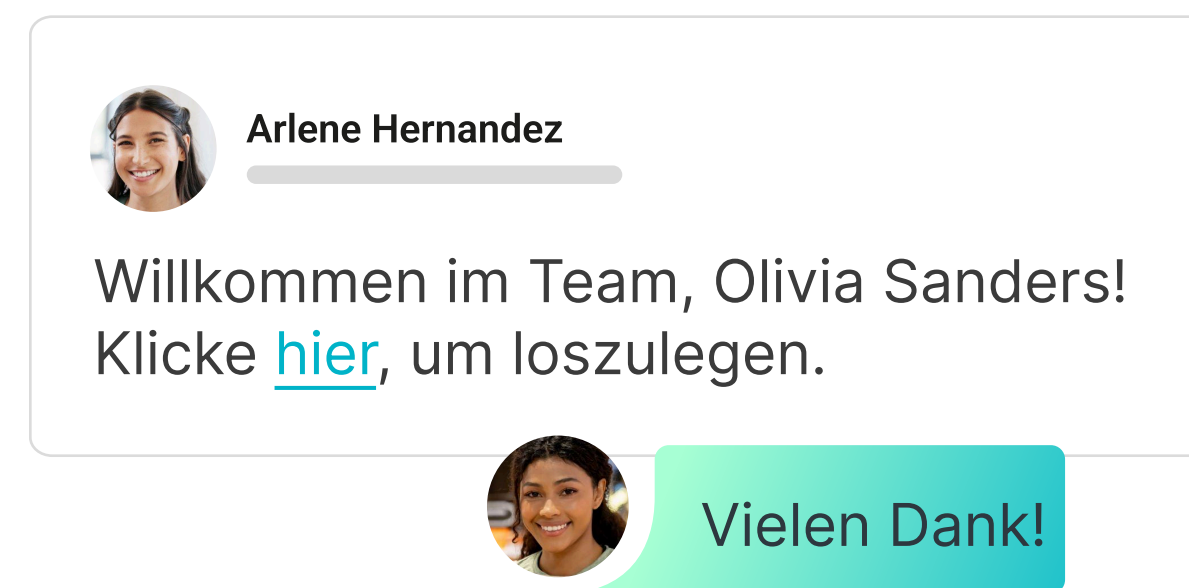 Arlene Hernandez
Willkommen im Team, Olivia Sanders!
Klicke hier, um loszulegen.
Vielen Dank!